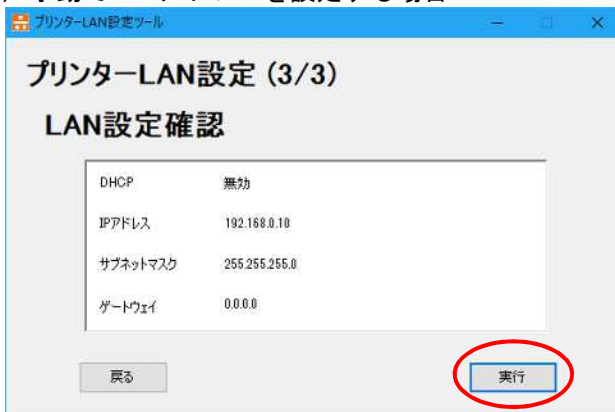 プリンターLAN設定ツール
プリンターLAN設定 (3/3)
LAN設定確認
DHCP 無効
IPアドレス 192.168.0.10
サブネットマスク 255.255.255.0
ゲートウェイ 0.0.0.0
戻る 実行